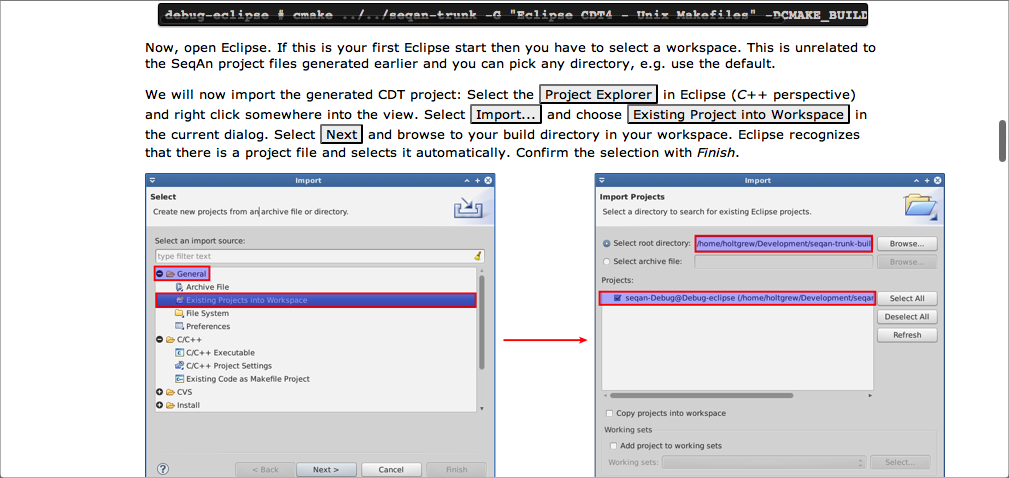 debug-eclipse # cmake ../../seqan-trunk -G "Eclipse CDT4 - Unix Makefiles" -DCMAKE_BUILD
Now, open Eclipse. If this is your first Eclipse start then you have to select a workspace. This is unrelated to
the SeqAn project files generated earlier and you can pick any directory, e.g. use the default.
We will now import the generated CDT project: Select the Project Explorer in Eclipse (C++ perspective)
and right click somewhere into the view. Select Import... and choose Existing Project into Workspace in
the current dialog. Select Next and browse to your build directory in your workspace. Eclipse recognizes
that there is a project file and selects it automatically. Confirm the selection with Finish.
Import
Select
Create new projects from an archive file or directory.
Select an import source:
type filter text
General
Archive File
Existing Projects into Workspace
File System
Preferences
C/C++
C/C++ Executable
C/C++ Project Settings
Existing Code as Makefile Project
CVS
Install
? < Back Next > Cancel Finish
Import
Import Projects
Select a directory to search for existing Eclipse projects.
Select root directory: /home/holtgrew/Development/seqan-trunk-buil Browse...
Select archive file: Browse...
Projects:
seqan-Debug@Debug-eclipse (/home/holtgrew/Development/seqan Select All
Deselect All
Refresh
Copy projects into workspace
Working sets
Add project to working sets
Working sets: Select...